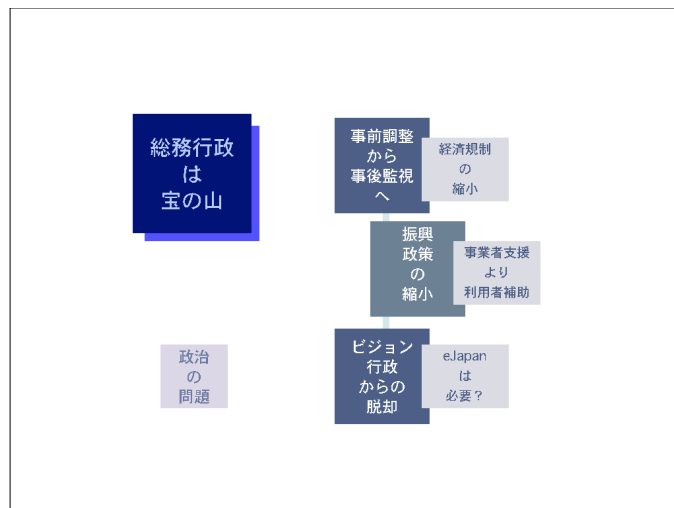 総務行政
は
宝の山
政治
の
問題
事前調整
から
事後監視
へ
経済規制
の
縮小
振興
政策
の
縮小
事業者支援
より
利用者補助
ビジョン
行政
からの
脱却
eJapan
は
必要？